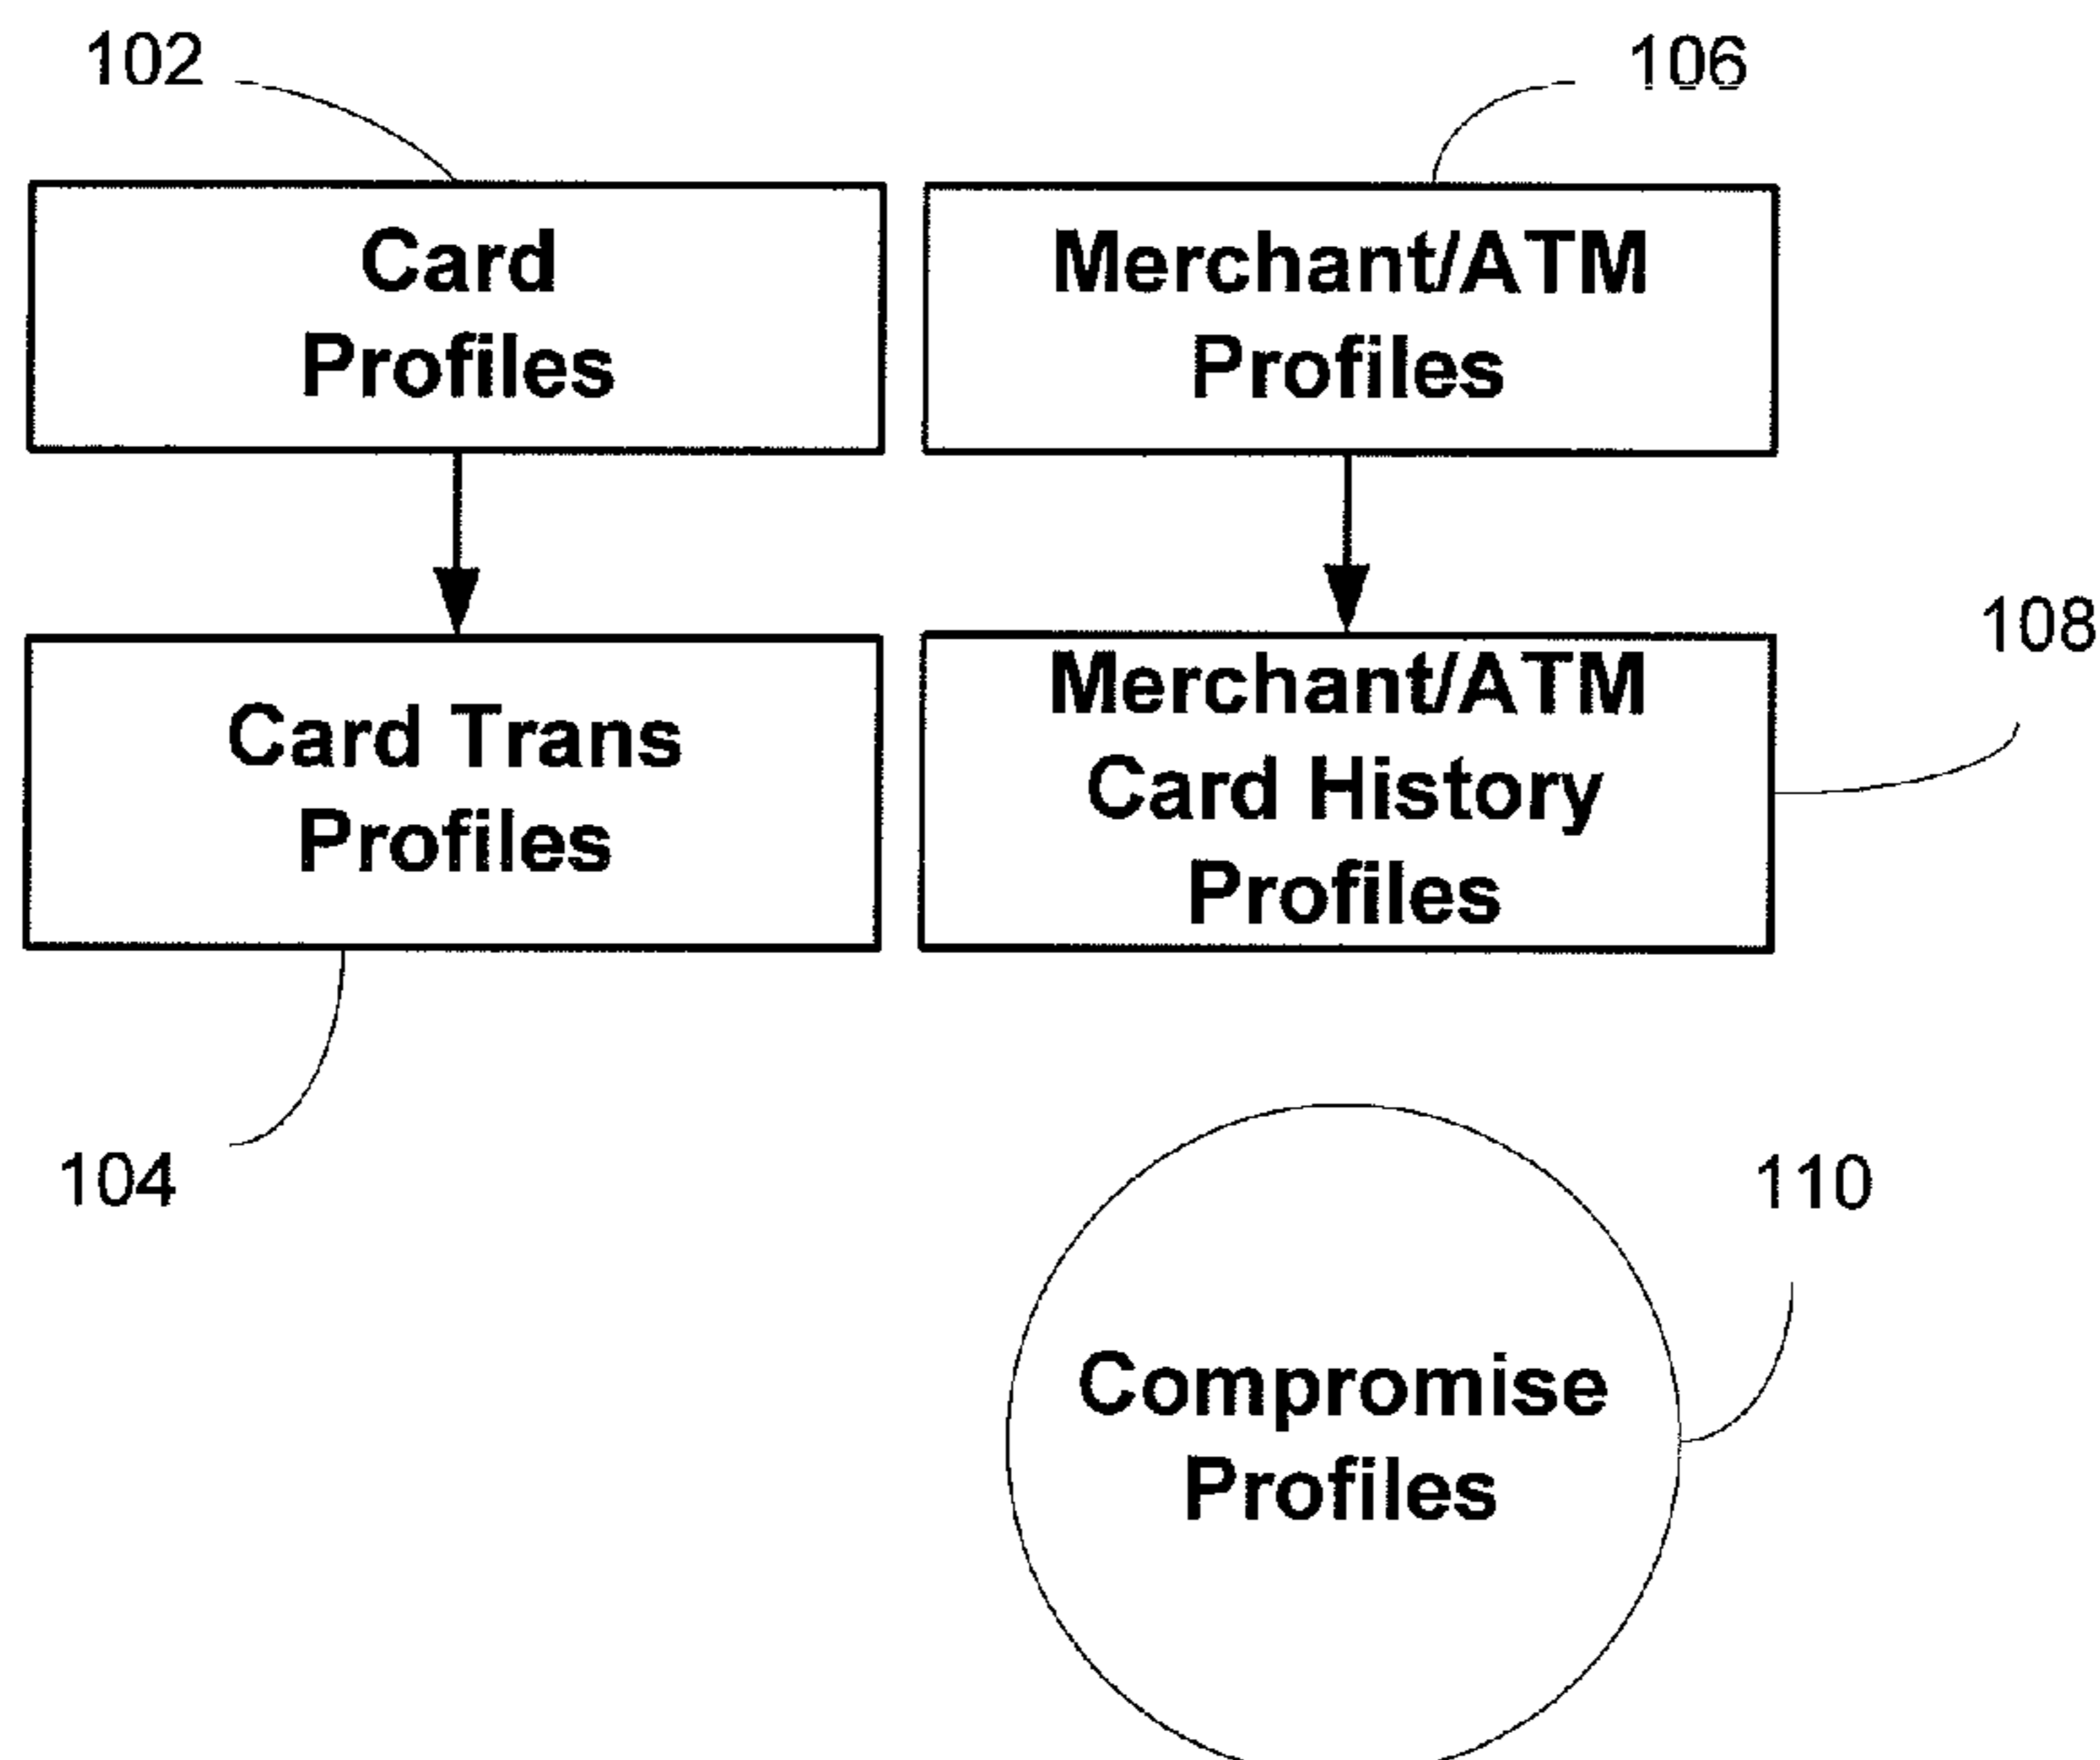 102
106
Card
Profiles
Merchant/ATM
Profiles
108
Card Trans
Profiles
Merchant/ATM
Card History
Profiles
104
110
Compromise
Profiles